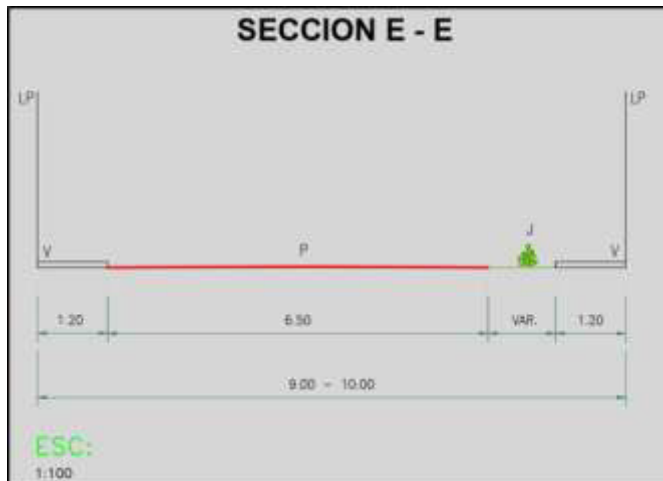 SECCION E - E
LP LP
J
V P V
1.20 6.50 VAR. 1.20
9.00 - 10.00
ESC:
1:100